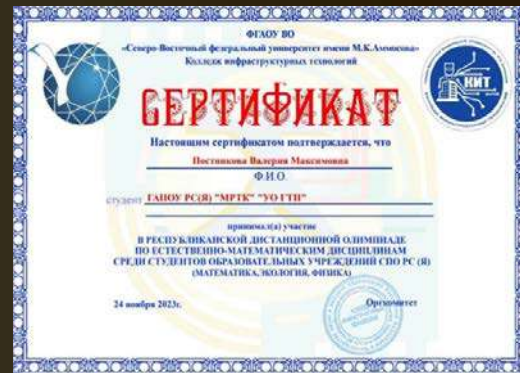 ФГАОУ ВО
«Северо-Восточный федеральный университет имени М.К.Аммосова»
Колледж инфраструктурных технологий
КИТ
СЕРТИФИКАТ
Настоящим сертификатом подтверждается, что
Постникова Валерия Максимовна
Ф.И.О.
студент ГАПОУ РС(Я) "МРТК" "УО ГТП"
принимал(а) участие
В РЕСПУБЛИКАНСКОЙ ДИСТАНЦИОННОЙ ОЛИМПИАДЕ
ПО ЕСТЕСТВЕННО-МАТЕМАТИЧЕСКИМ ДИСЦИПЛИНАМ
СРЕДИ СТУДЕНТОВ ОБРАЗОВАТЕЛЬНЫХ УЧРЕЖДЕНИЙ СПО РС (Я)
(МАТЕМАТИКА, ЭКОЛОГИЯ, ФИЗИКА)
24 ноября 2023г. Оргкомитет